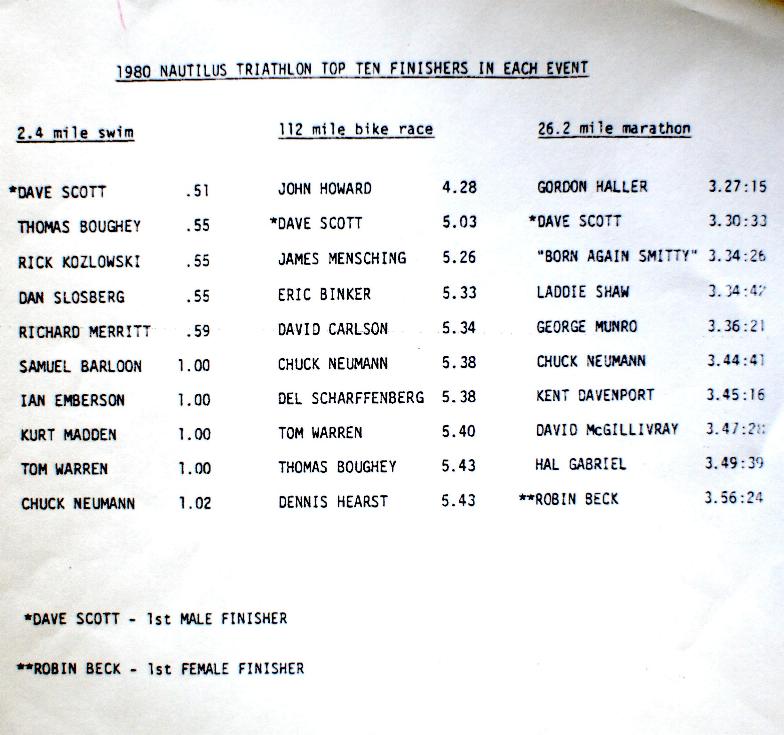 1980 NAUTILUS TRIATHLON TOP TEN FINISHERS IN EACH EVENT
2.4 mile swim 112 mile bike race 26.2 mile marathon
*DAVE SCOTT .51 JOHN HOWARD 4.28 GORDON HALLER 3.27:15
THOMAS BOUGHEY .55 *DAVE SCOTT 5.03 *DAVE SCOTT 3.30:33
RICK KOZLOWSKI .55 JAMES MENSCHING 5.26 "BORN AGAIN SMITTY" 3.34:26
DAN SLOSBERG .55 ERIC BINKER 5.33 LADDIE SHAW
RICHARD MERRITT .59 DAVID CARLSON 5.34 GEORGE MUNRO 3.36:21
SAMUEL BARLOON 1.00 CHUCK NEUMANN 5.38 CHUCK NEUMANN 3.44:41
IAN EMBERSON 1.00 DEL SCHARFFENBERG 5.38 KENT DAVENPORT 3.45:16
KURT MADDEN 1.00 TOM WARREN 5.40 DAVID McGILLIVRAY
TOM WARREN 1.00 THOMAS BOUGHEY 5.43 HAL GABRIEL 3.49:39
CHUCK NEUMANN 1.02 DENNIS HEARST 5.43 **ROBIN BECK 3.56:24
*DAVE SCOTT - 1st MALE FINISHER
**ROBIN BECK - 1st FEMALE FINISHER